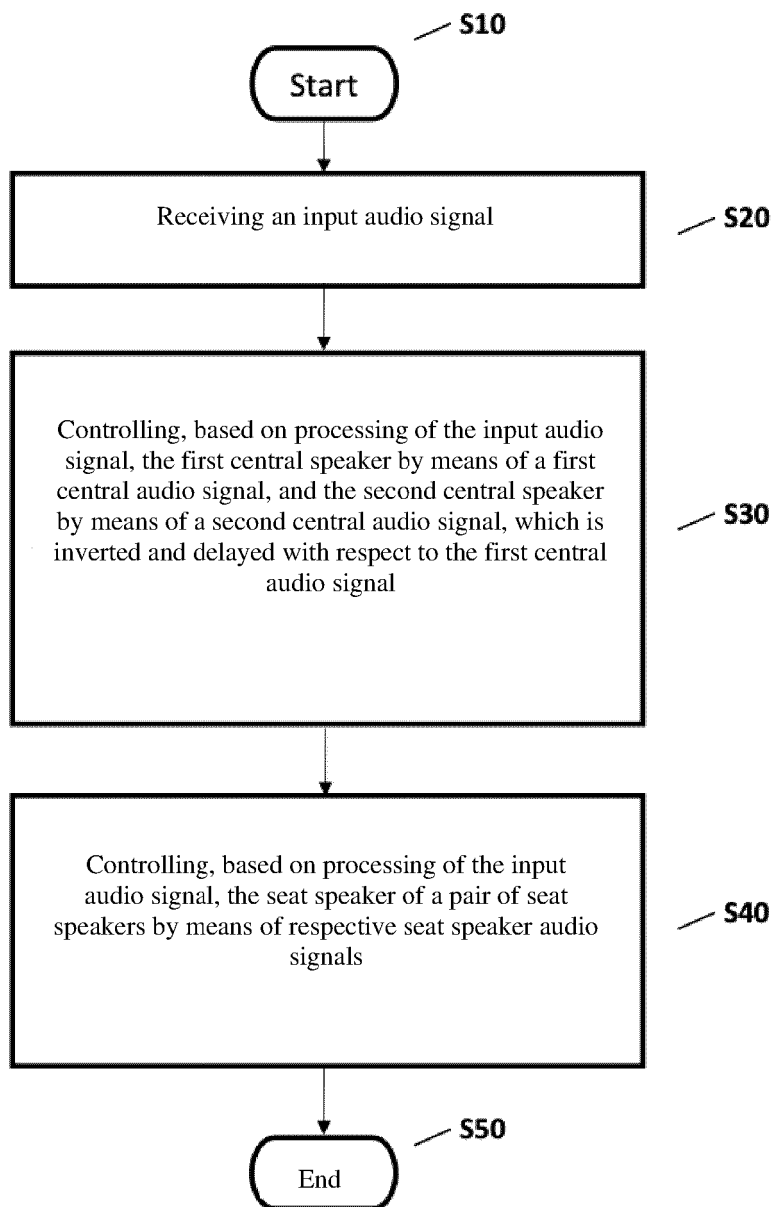 S10
Start
Receiving an input audio signal
S20
Controlling, based on processing of the input audio
signal, the first central speaker by means of a first
central audio signal, and the second central speaker
by means of a second central audio signal, which is
inverted and delayed with respect to the first central
audio signal
S30
Controlling, based on processing of the input
audio signal, the seat speaker of a pair of seat
speakers by means of respective seat speaker audio
signals
S40
S50
End